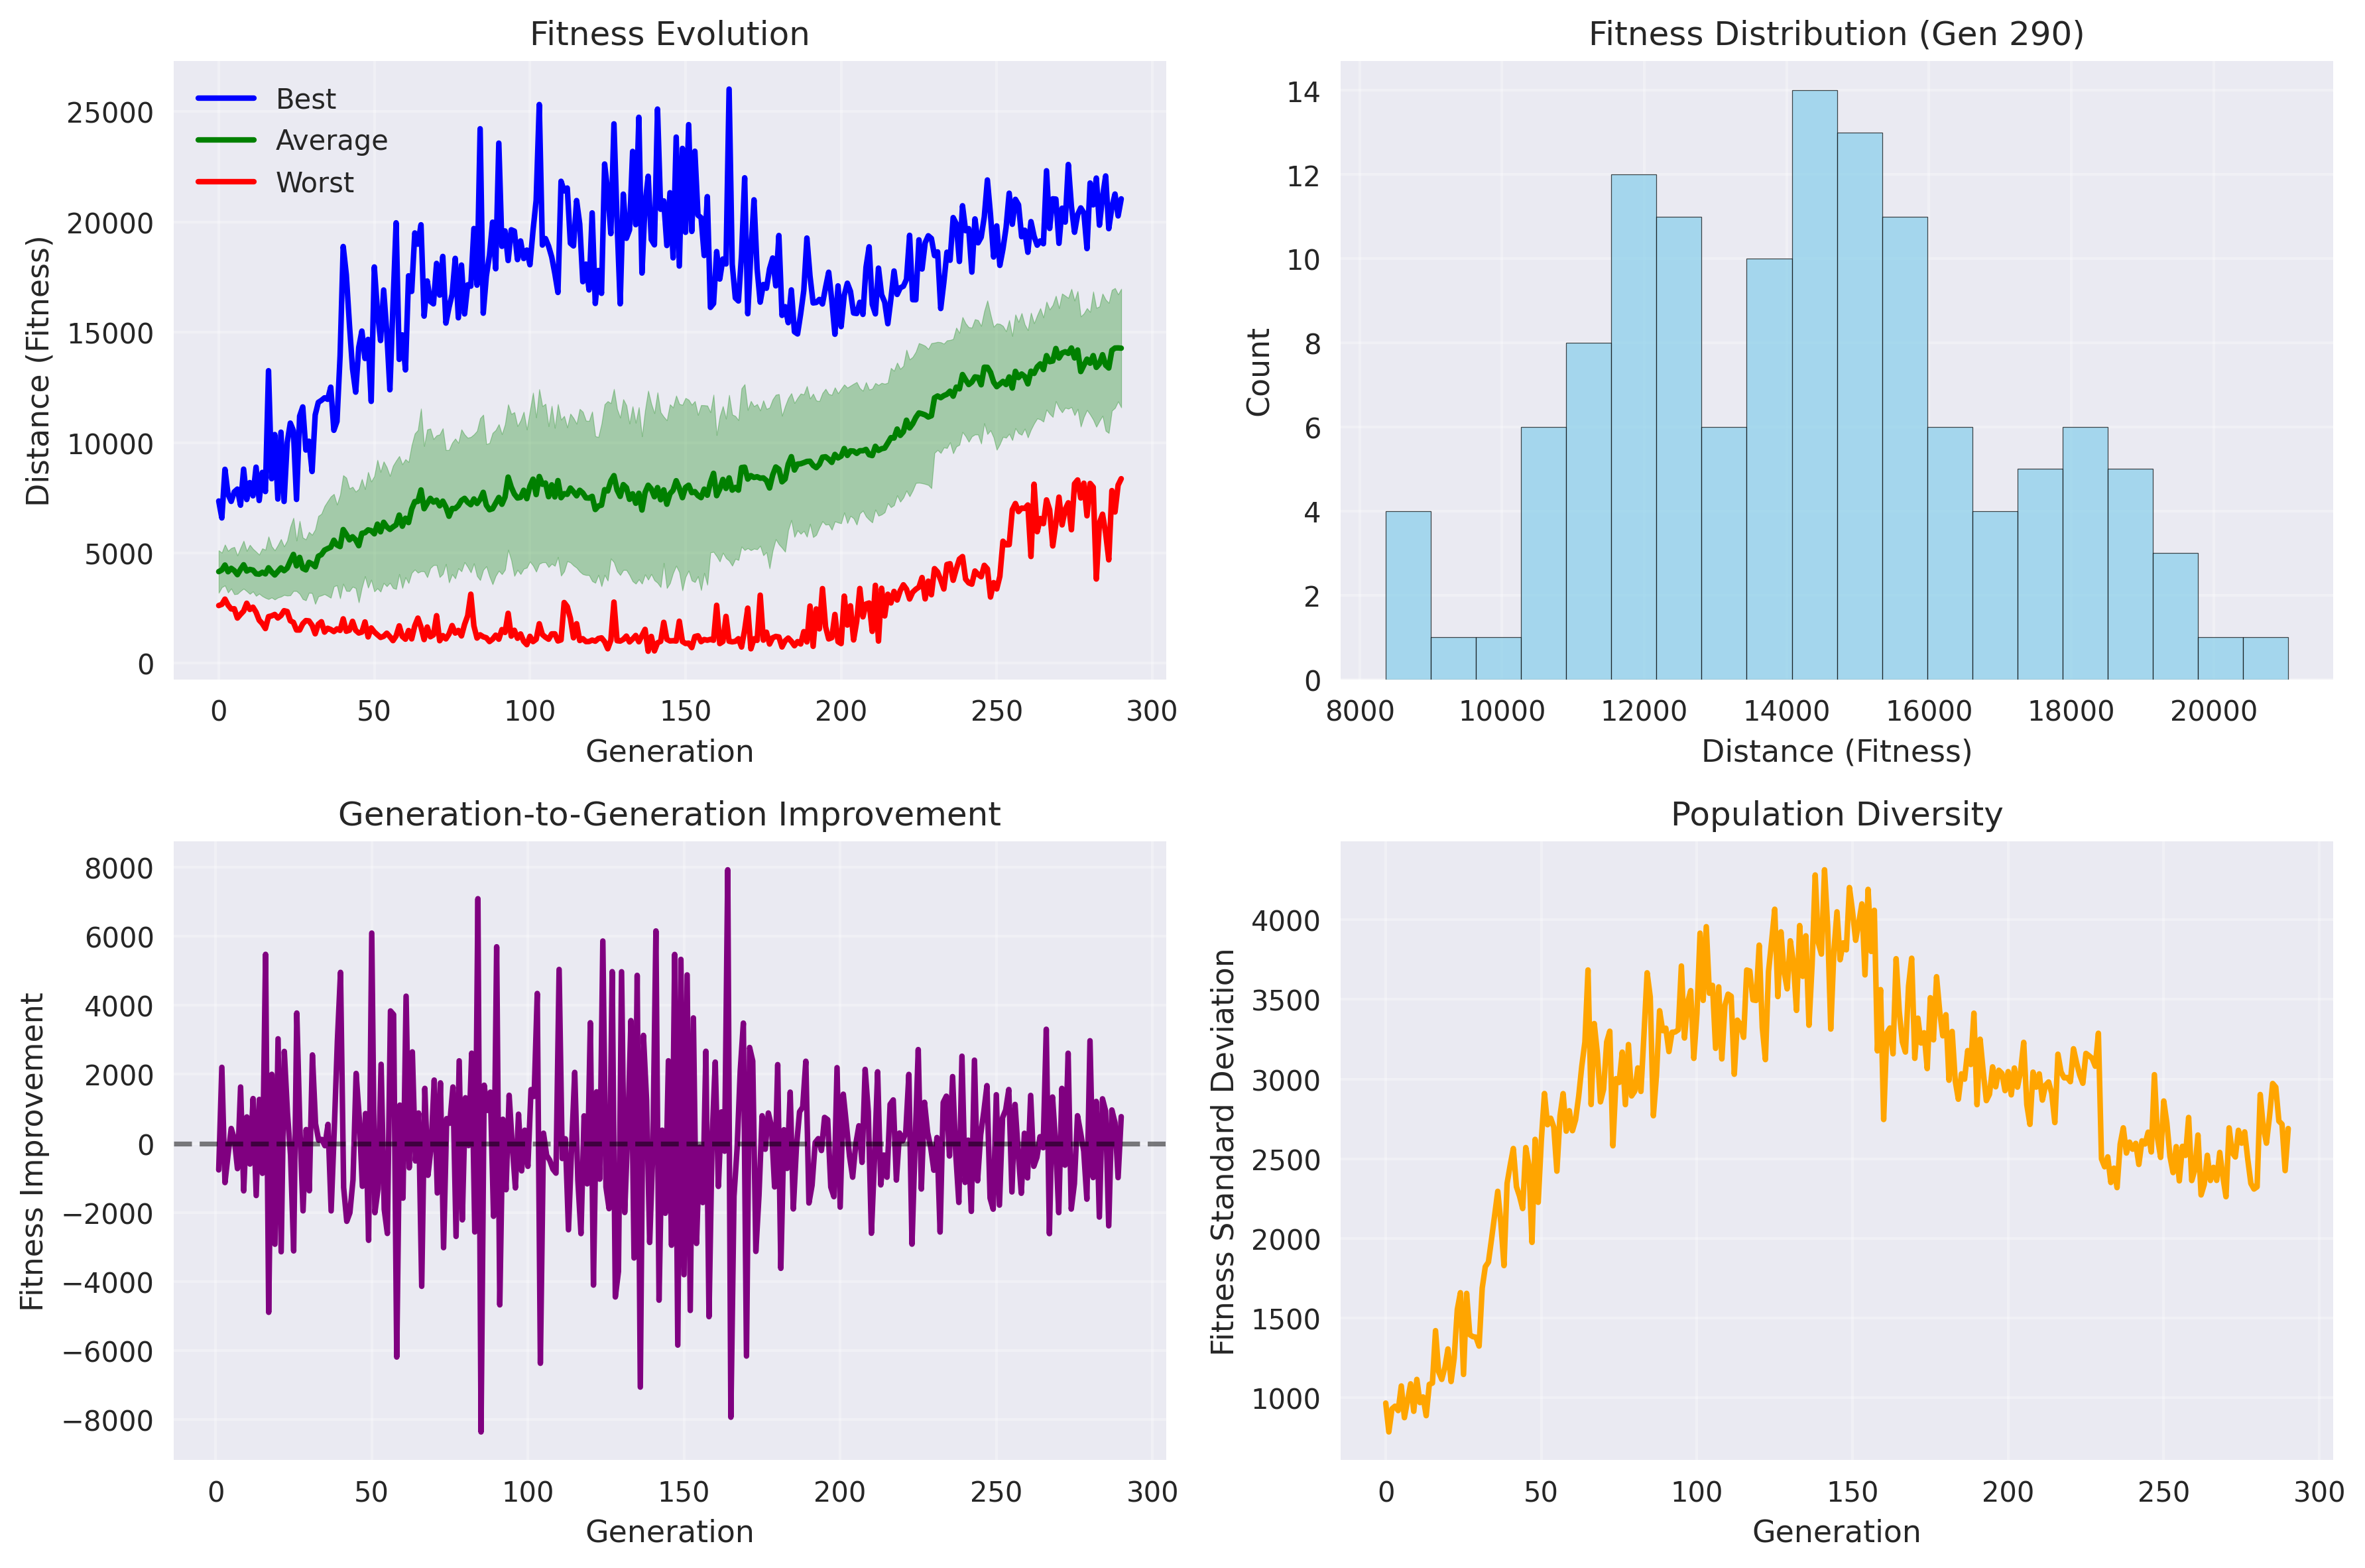 Fitness Evolution
Distance (Fitness)
25000
20000
15000
10000
5000
0
Best
Average
Worst
0 50 100 150 200 250 300
Generation
Fitness Distribution (Gen 290)
Count
14
12
10
8
6
4
2
0
8000 10000 12000 14000 16000 18000 20000
Distance (Fitness)
Generation-to-Generation Improvement
Fitness Improvement
8000
6000
4000
2000
0
−2000
−4000
−6000
−8000
0 50 100 150 200 250 300
Generation
Population Diversity
Fitness Standard Deviation
4000
3500
3000
2500
2000
1500
1000
0 50 100 150 200 250 300
Generation